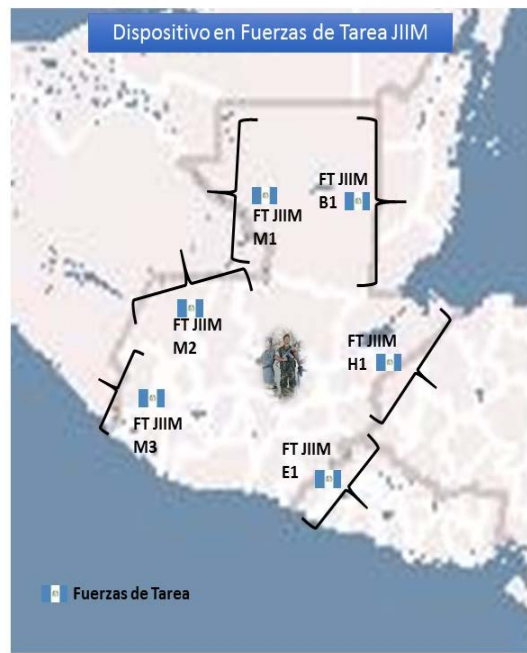 Dispositivo en Fuerzas de Tarea JIIM
FT JIIM
B1
FT JIIM
M1
FT JIIM
M2
FT JIIM
H1
FT JIIM
M3
FT JIIM
E1
Fuerzas de Tarea